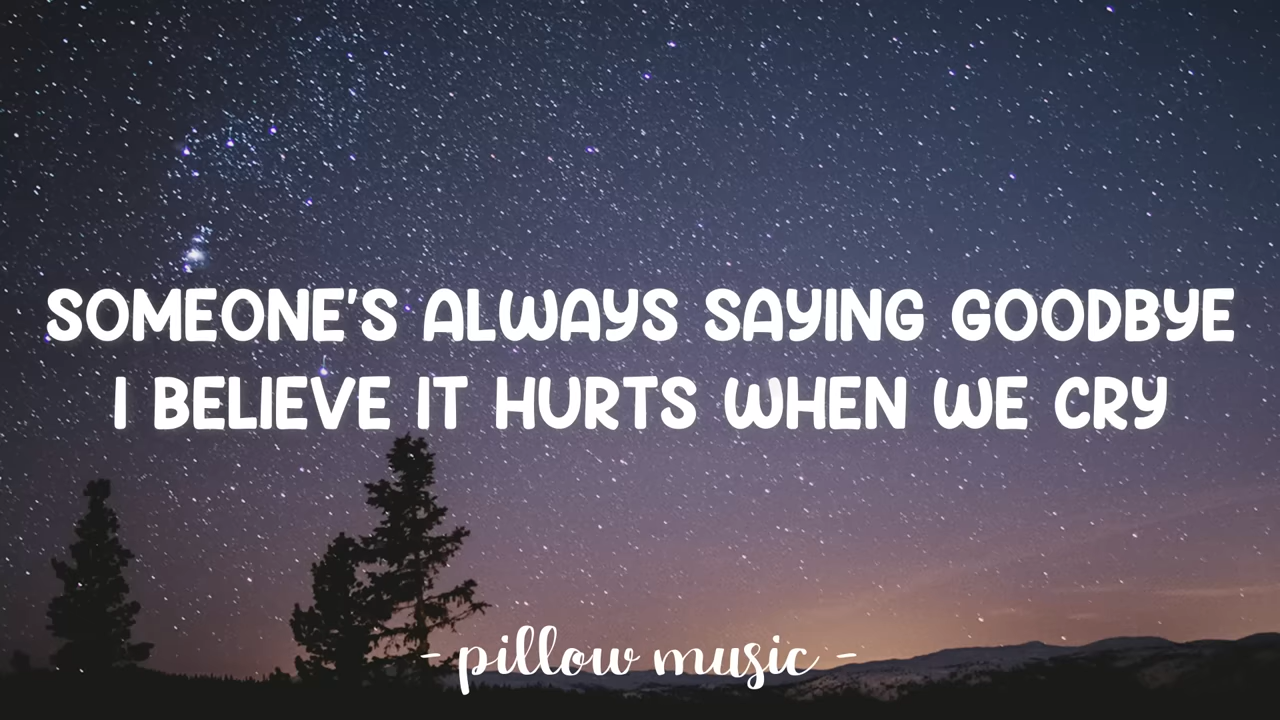 SOMEONE'S ALWAYS SAYING GOODBYE
I BELIEVE IT HURTS WHEN WE CRY
- pillow music -